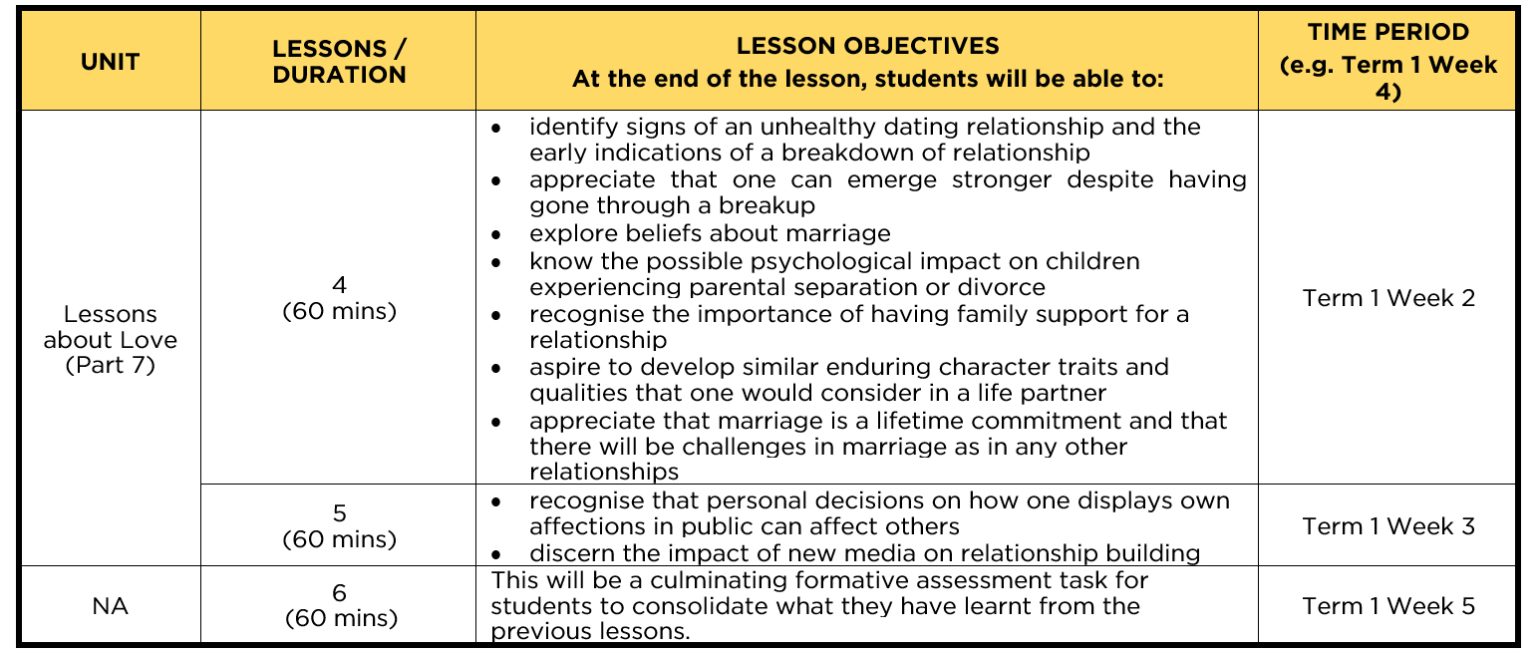 UNIT
LESSONS /
DURATION
LESSON OBJECTIVES
At the end of the lesson, students will be able to:
TIME PERIOD
(e.g. Term 1 Week
4)
Lessons
about Love
(Part 7)
4
(60 mins)
• identify signs of an unhealthy dating relationship and the
early indications of a breakdown of relationship
• appreciate that one can emerge stronger despite having
gone through a breakup
• explore beliefs about marriage
• know the possible psychological impact on children
experiencing parental separation or divorce
• recognise the importance of having family support for a
relationship
• aspire to develop similar enduring character traits and
qualities that one would consider in a life partner
• appreciate that marriage is a lifetime commitment and that
there will be challenges in marriage as in any other
relationships
Term 1 Week 2
5
(60 mins)
• recognise that personal decisions on how one displays own
affections in public can affect others
• discern the impact of new media on relationship building
Term 1 Week 3
NA
6
(60 mins)
This will be a culminating formative assessment task for
students to consolidate what they have learnt from the
previous lessons.
Term 1 Week 5